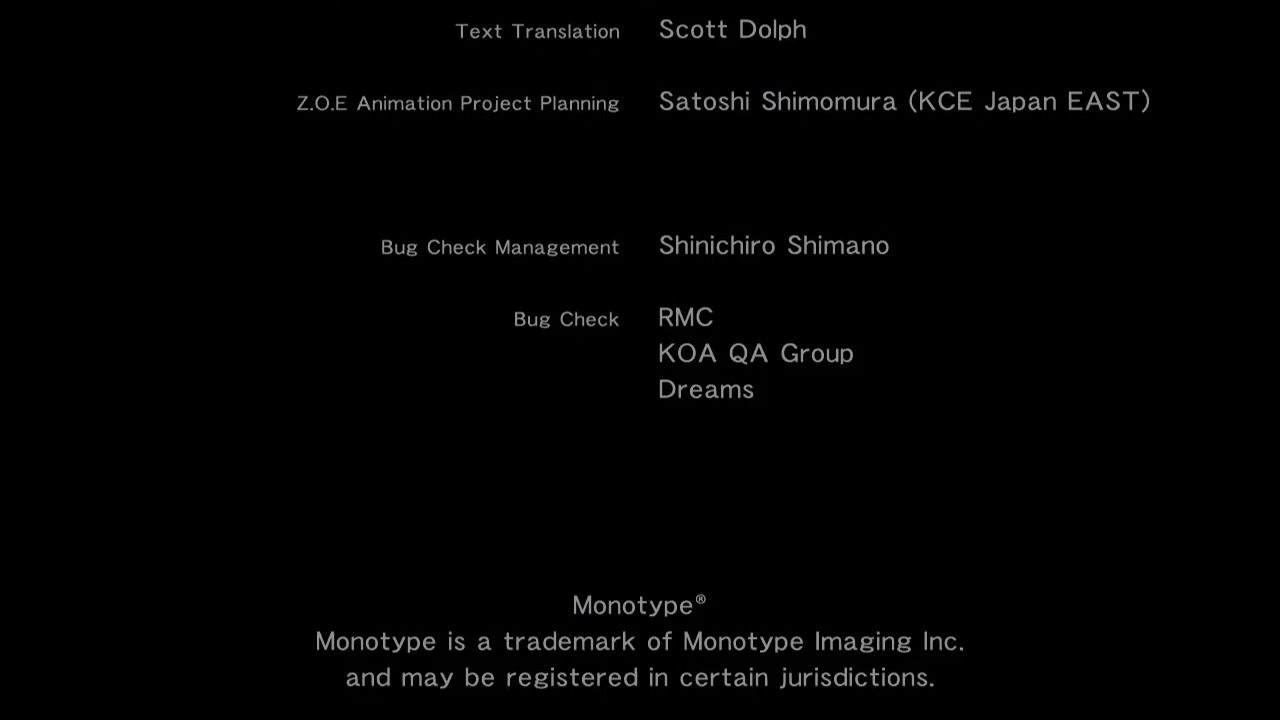 Text Translation Scott Dolph
Z.O.E Animation Project Planning Satoshi Shimomura (KCE Japan EAST)
Bug Check Management Shinichiro Shimano
Bug Check RMC
KOA QA Group
Dreams
Monotype®
Monotype is a trademark of Monotype Imaging Inc.
and may be registered in certain jurisdictions.